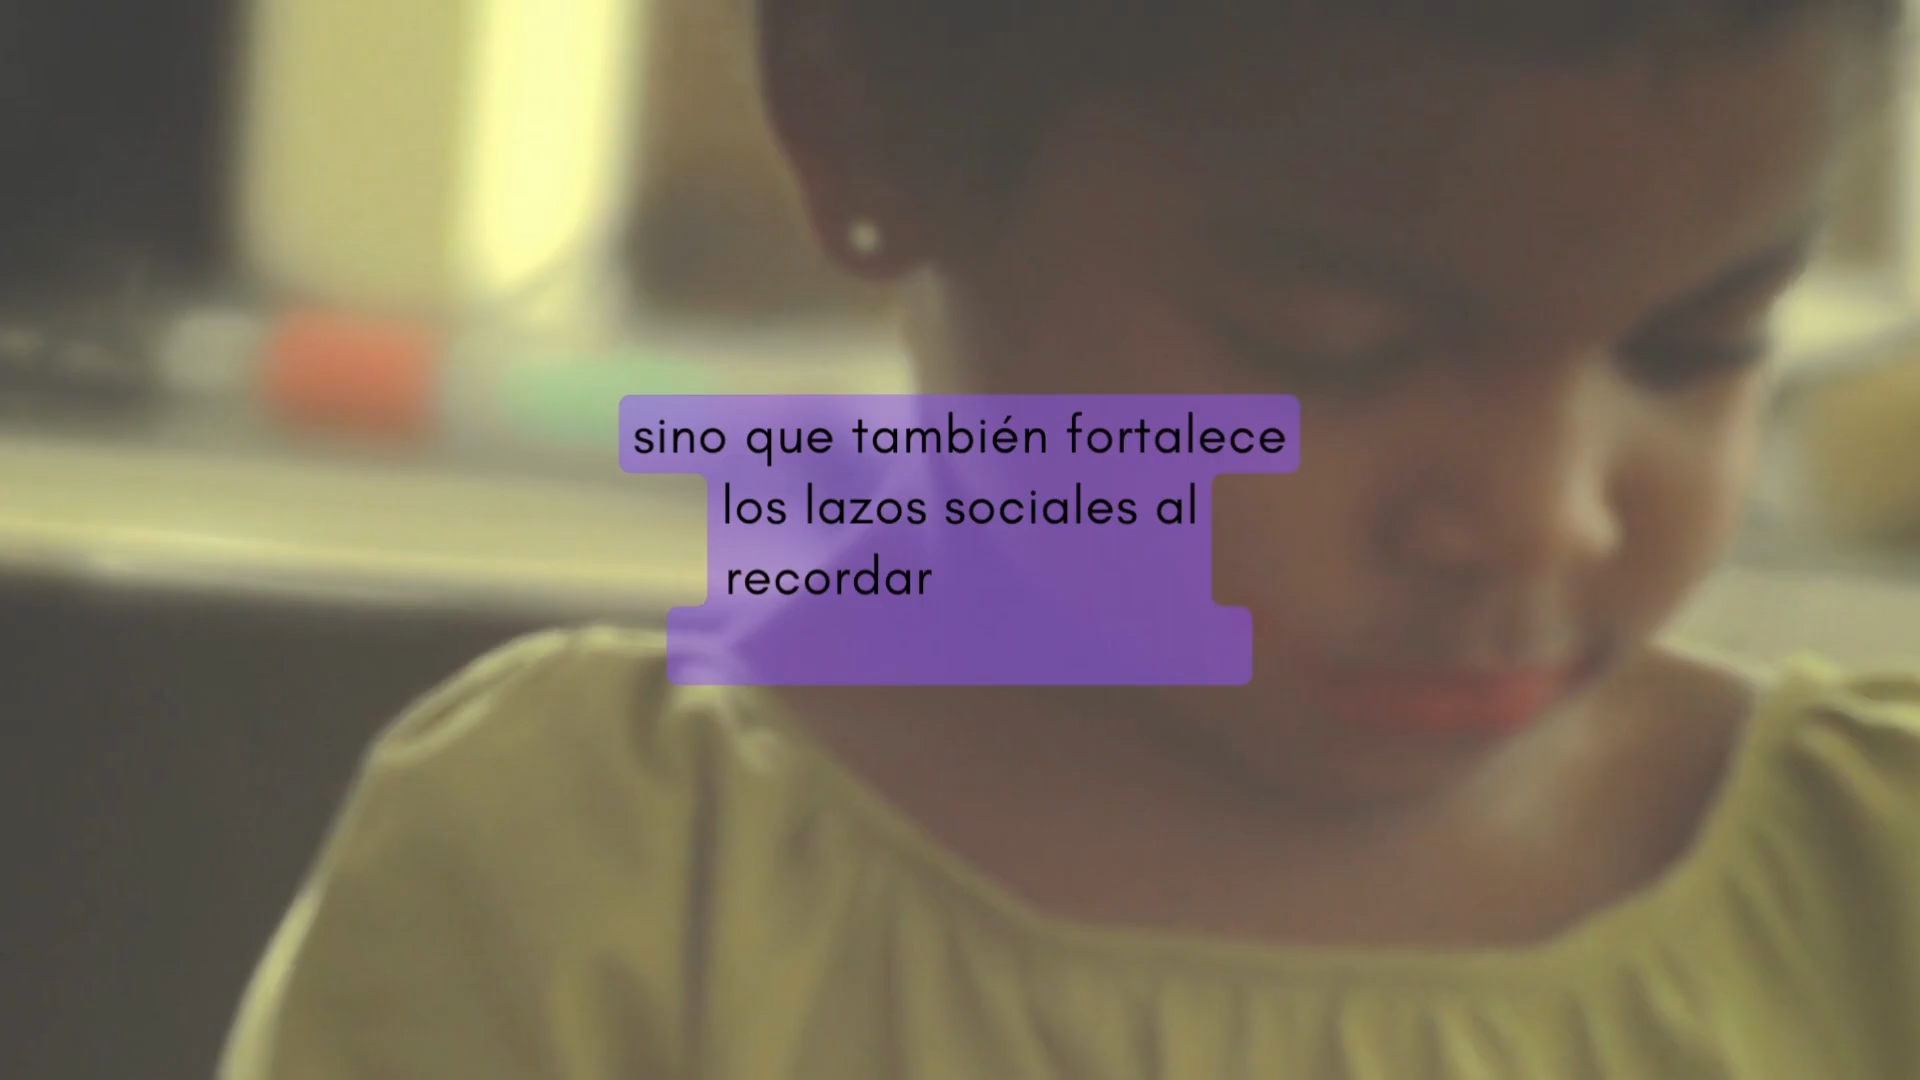 sino que también fortalece
los lazos sociales al
recordar